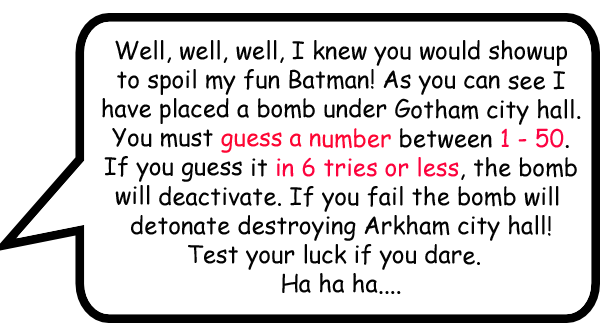 Well, well, well, I knew you would showup
to spoil my fun Batman! As you can see I
have placed a bomb under Gotham city hall.
You must guess a number between 1 - 50.
If you guess it in 6 tries or less, the bomb
will deactivate. If you fail the bomb will
detonate destroying Arkham city hall!
Test your luck if you dare.
Ha ha ha....